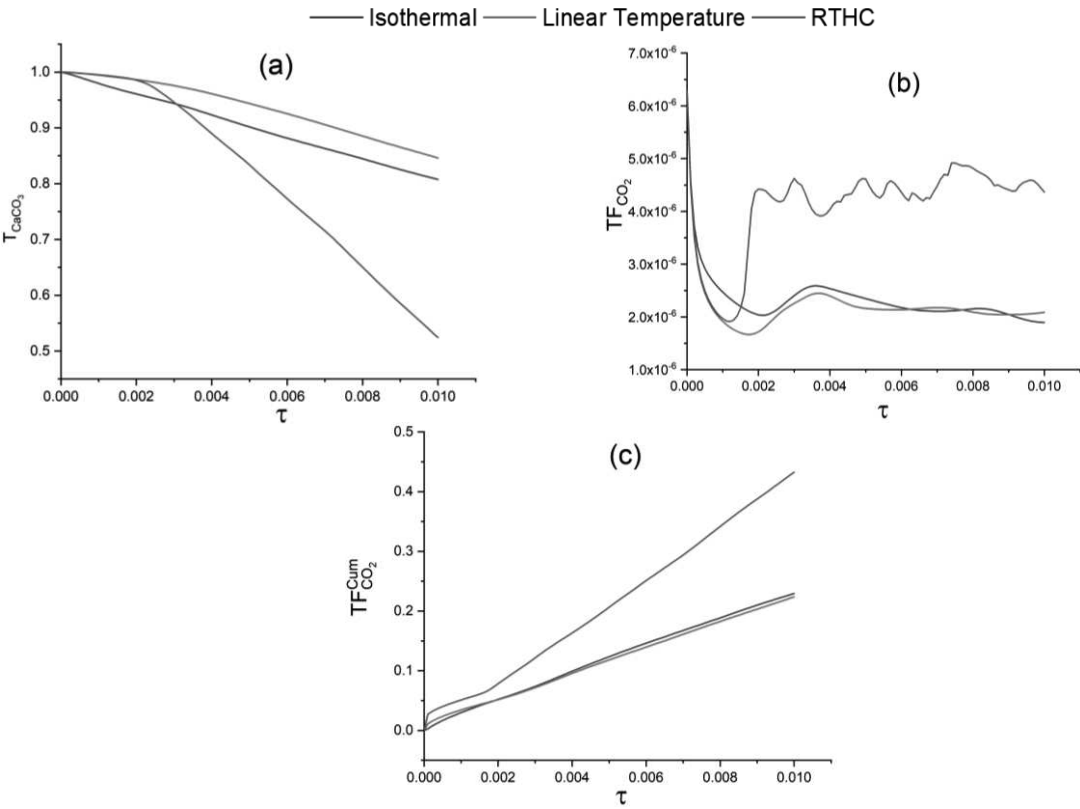 Isothermal Linear Temperature RTHC
(a)
1.0
0.9
0.8
0.7
0.6
0.5
T_CaCO₃
0.000 0.002 0.004 0.006 0.008 0.010
τ
(b)
7.0x10⁻⁶
6.0x10⁻⁶
5.0x10⁻⁶
4.0x10⁻⁶
3.0x10⁻⁶
2.0x10⁻⁶
1.0x10⁻⁶
TF_CO₂
0.000 0.002 0.004 0.006 0.008 0.010
τ
(c)
0.5
0.4
0.3
0.2
0.1
0.0
TF_CO₂^Cum
0.000 0.002 0.004 0.006 0.008 0.010
τ